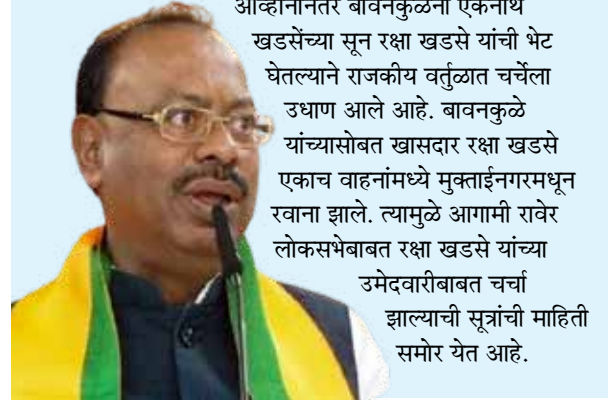 आव्हानानंतर बावनकुळेंनी एकनाथ
खडसेंच्या सून रक्षा खडसे यांची भेट
घेतल्याने राजकीय वर्तुळात चर्चेला
उधाण आले आहे. बावनकुळे
यांच्यासोबत खासदार रक्षा खडसे
एकाच वाहनांमध्ये मुक्ताईनगरमधून
रवाना झाले. त्यामुळे आगामी रावेर
लोकसभेबाबत रक्षा खडसे यांच्या
उमेदवारीबाबत चर्चा
झाल्याची सूत्रांची माहिती
समोर येत आहे.